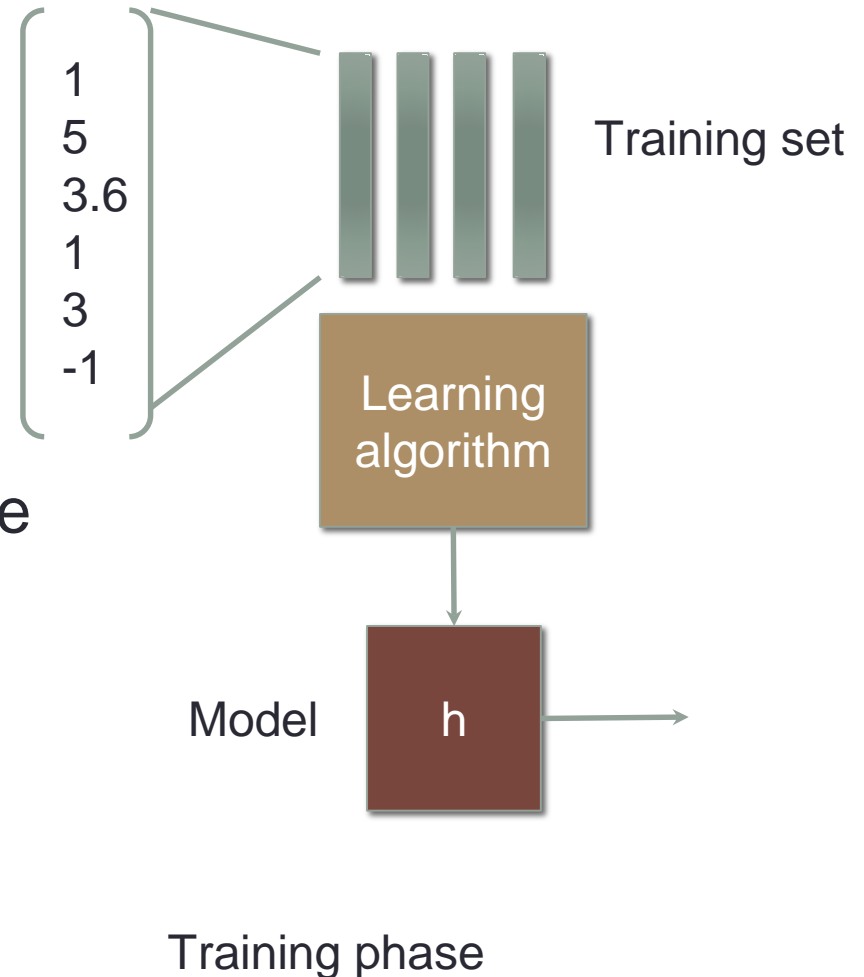 1
5
3.6
1
3
-1
Training set
Learning
algorithm
e
Model
h
Training phase